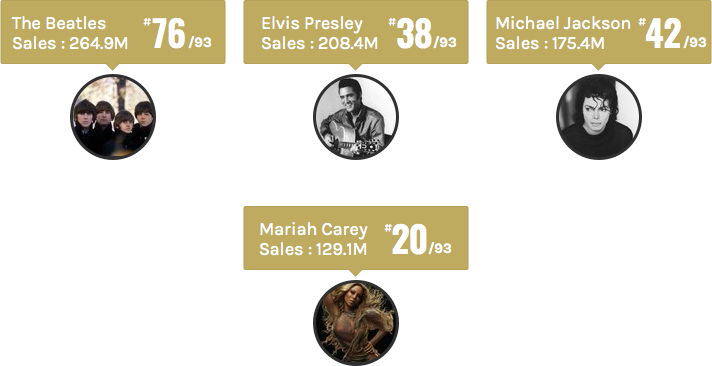 The Beatles
Sales : 264.9M
#76/93
Elvis Presley
Sales : 208.4M
#38/93
Michael Jackson
Sales : 175.4M
#42/93
Mariah Carey
Sales : 129.1M
#20/93